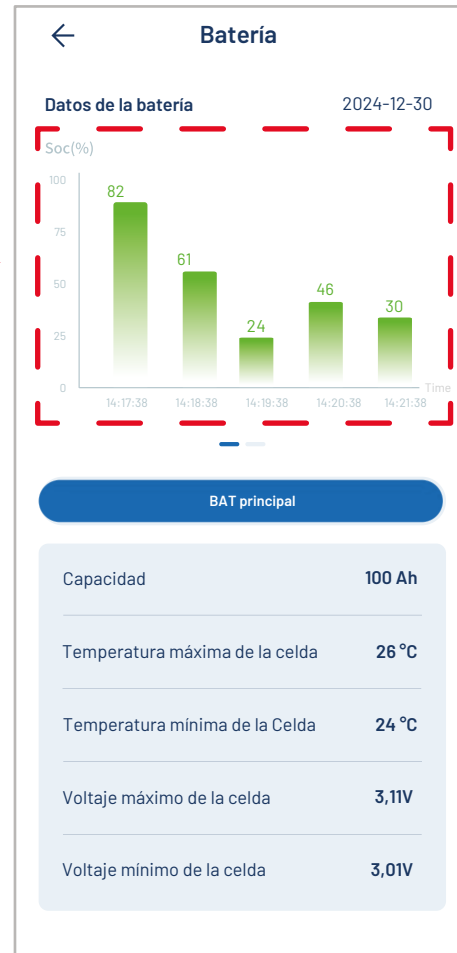 Batería
Datos de la batería 2024-12-30
Soc(%)
100
75
50
25
0
82
61
24
46
30
Time
14:17:38 14:18:38 14:19:38 14:20:38 14:21:38
BAT principal
Capacidad 100 Ah
Temperatura máxima de la celda 26 °C
Temperatura mínima de la Celda 24 °C
Voltaje máximo de la celda 3,11V
Voltaje mínimo de la celda 3,01V